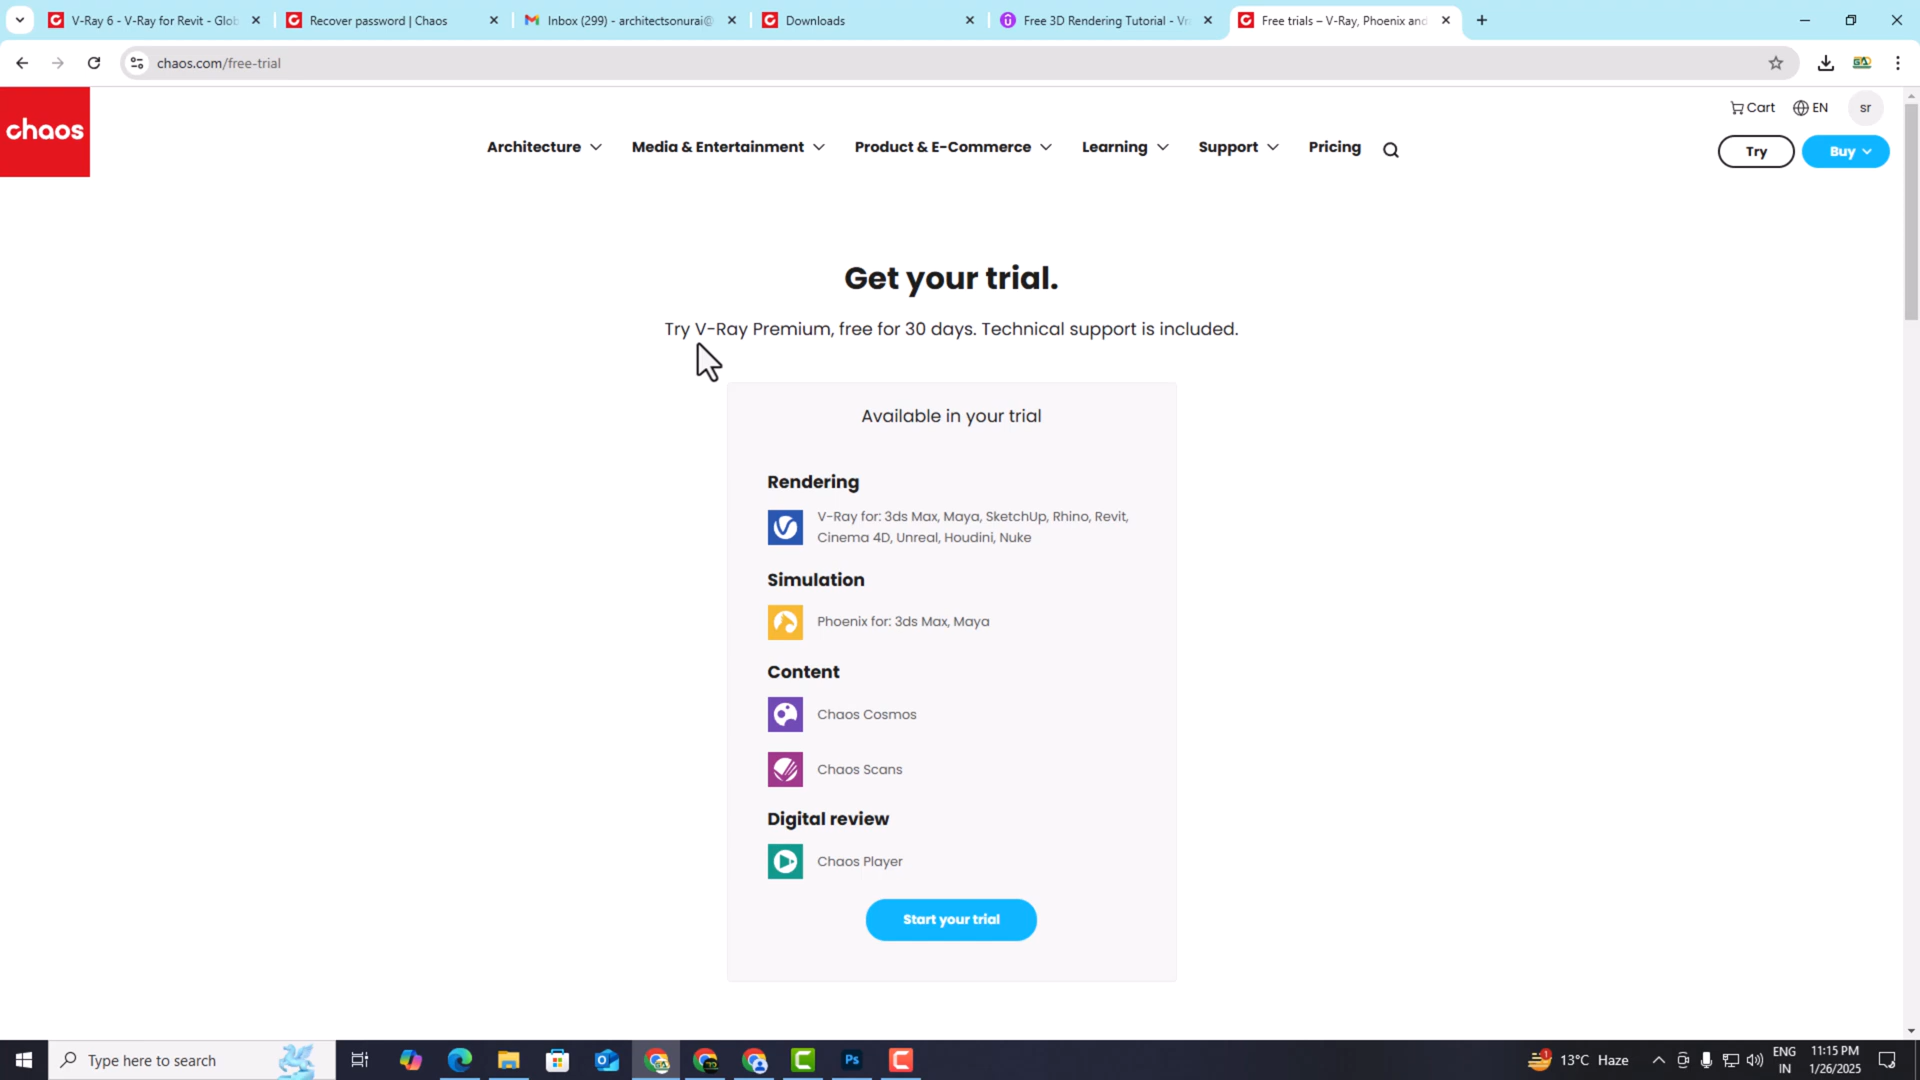 V-Ray 6 - V-Ray for Revit - Glob
Recover password | Chaos
Inbox (299) - architectsonurai@
Downloads
Free 3D Rendering Tutorial - Vr
Free trials – V-Ray, Phoenix and
chaos.com/free-trial
chaos
Cart
EN
sr
Architecture
Media & Entertainment
Product & E-Commerce
Learning
Support
Pricing
Try
Buy
Get your trial.
Try V-Ray Premium, free for 30 days. Technical support is included.
Available in your trial
Rendering
V-Ray for: 3ds Max, Maya, SketchUp, Rhino, Revit,
Cinema 4D, Unreal, Houdini, Nuke
Simulation
Phoenix for: 3ds Max, Maya
Content
Chaos Cosmos
Chaos Scans
Digital review
Chaos Player
Start your trial
Type here to search
Ps
1
13°C Haze
ENG
IN
11:15 PM
1/26/2025